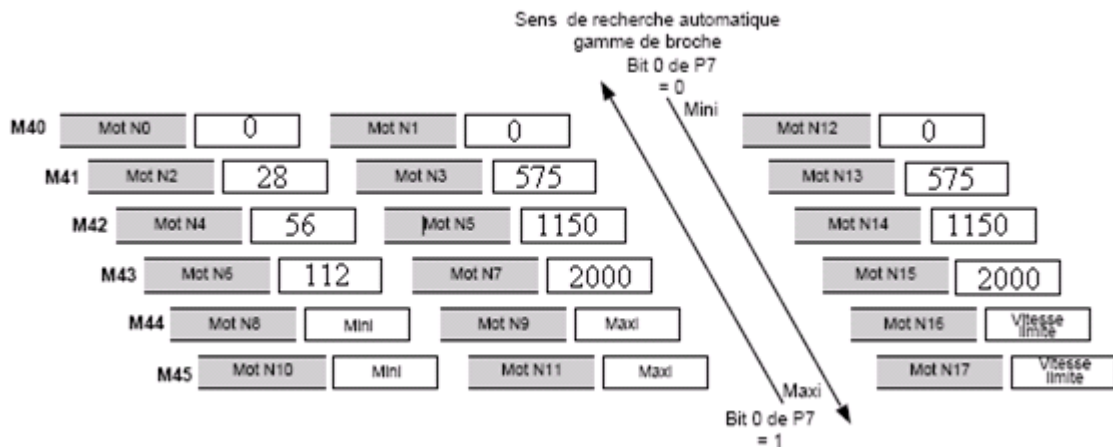 Sens de recherche automatique
gamme de broche
Bit 0 de P7
= 0
Mini
M40 Mot N0 0 Mot N1 0 Mot N12 0
M41 Mot N2 28 Mot N3 575 Mot N13 575
M42 Mot N4 56 Mot N5 1150 Mot N14 1150
M43 Mot N6 112 Mot N7 2000 Mot N15 2000
M44 Mot N8 Mini Mot N9 Maxi Mot N16 Vitesse limite
M45 Mot N10 Mini Mot N11 Maxi Mot N17 Vitesse limite
Maxi
Bit 0 de P7
= 1